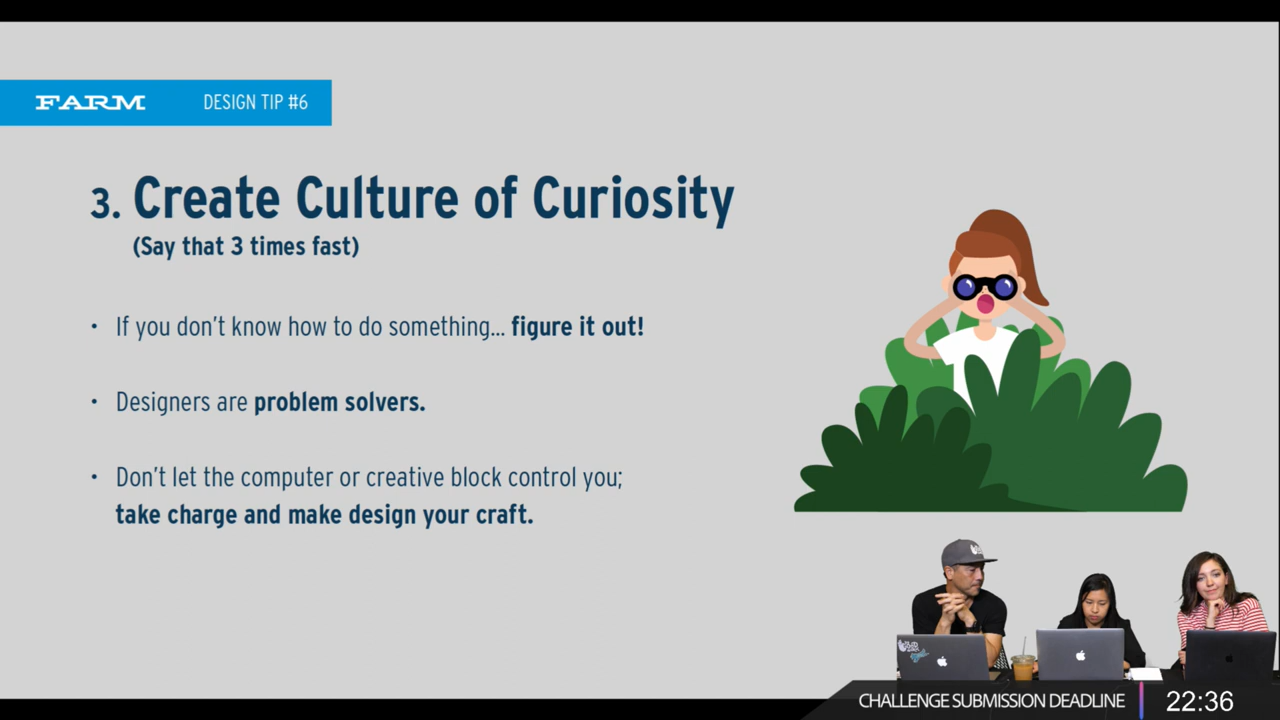 FARM DESIGN TIP #6
3. Create Culture of Curiosity
(Say that 3 times fast)
• If you don't know how to do something... figure it out!
• Designers are problem solvers.
• Don't let the computer or creative block control you;
take charge and make design your craft.
CHALLENGE SUBMISSION DEADLINE 22:36